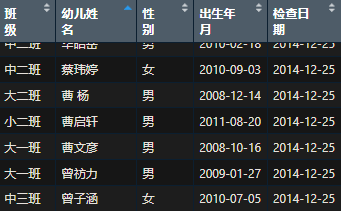 班级 幼儿姓名 性别 出生年月 检查日期
中二班 华皓岳 男 2010-02-18 2014-12-25
中二班 蔡玮婷 女 2010-09-03 2014-12-25
大二班 曹 杨 男 2008-12-14 2014-12-25
小二班 曹启轩 男 2011-08-20 2014-12-25
大一班 曹文彦 男 2008-10-16 2014-12-25
大一班 曾祊力 男 2009-01-27 2014-12-25
中三班 曾子涵 女 2010-07-05 2014-12-25